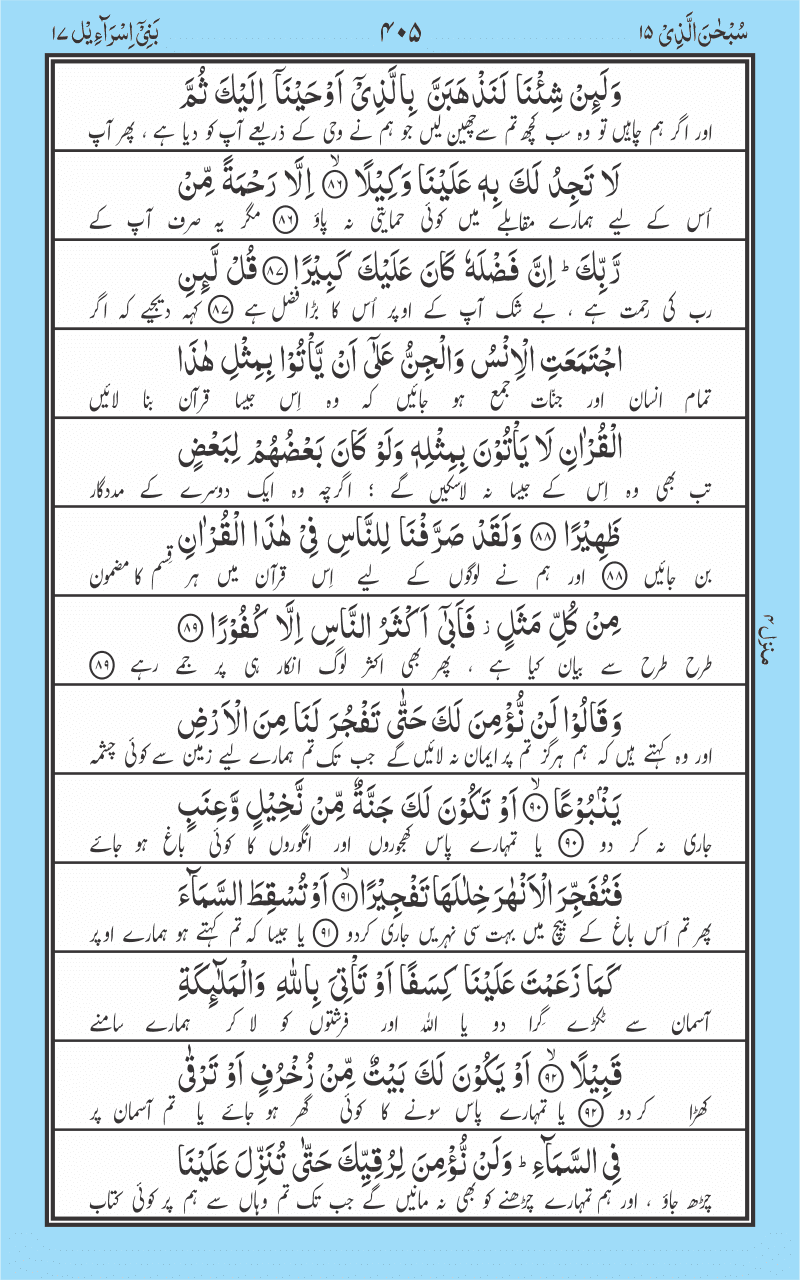 سُبْحٰنَ الَّذِیْ ۱۵ ۴۰۵ بَنِیْۤ اِسْرَآءِیْل ۱۷
وَلَىِٕنْ شِئْنَا لَنَذْهَبَنَّ بِالَّذِیْۤ اَوْحَیْنَاۤ اِلَیْكَ ثُمَّ
اور اگر ہم چاہیں تو وہ سب کچھ تم سے چھین لیں جو ہم نے وحی کے ذریعے آپ کو دیا ہے ، پھر آپ
لَا تَجِدُ لَكَ بِهٖ عَلَیْنَا وَكِیْلًا ۙ۝۸۶ اِلَّا رَحْمَةً مِّنْ
اُس کے لیے ہمارے مقابلے میں کوئی حمایتی نہ پاؤ ۝۸۶ مگر یہ صرف آپ کے
رَّبِّكَ ؕ اِنَّ فَضْلَهٗ كَانَ عَلَیْكَ كَبِیْرًا ۝۸۷ قُلْ لَّىِٕنِ
رب کی رحمت ہے ، بے شک آپ کے اوپر اُس کا بڑا فضل ہے ۝۸۷ کہہ دیجیے کہ اگر
اجْتَمَعَتِ الْاِنْسُ وَالْجِنُّ عَلٰۤى اَنْ یَّاْتُوْا بِمِثْلِ هٰذَا
تمام انسان اور جنّات جمع ہو جائیں کہ وہ اِس جیسا قرآن بنا لائیں
الْقُرْاٰنِ لَا یَاْتُوْنَ بِمِثْلِهٖ وَلَوْ كَانَ بَعْضُهُمْ لِبَعْضٍ
تب بھی وہ اِس کے جیسا نہ لاسکیں گے ؛ اگرچہ وہ ایک دوسرے کے مددگار
ظَهِیْرًا ۝۸۸ وَلَقَدْ صَرَّفْنَا لِلنَّاسِ فِیْ هٰذَا الْقُرْاٰنِ
بن جائیں ۝۸۸ اور ہم نے لوگوں کے لیے اِس قرآن میں ہر قِسم کا مضمون
مِنْ كُلِّ مَثَلٍ ؗ فَاَبٰۤى اَكْثَرُ النَّاسِ اِلَّا كُفُوْرًا ۝۸۹
طرح طرح سے بیان کیا ہے ، پھر بھی اکثر لوگ انکار ہی پر جمے رہے ۝۸۹
منزل ۴
وَقَالُوْا لَنْ نُّؤْمِنَ لَكَ حَتّٰى تَفْجُرَ لَنَا مِنَ الْاَرْضِ
اور وہ کہتے ہیں کہ ہم ہرگز تم پر ایمان نہ لائیں گے جب تک تم ہمارے لیے زمین سے کوئی چشمہ
یَنْۢبُوْعًا ۙ۝۹۰ اَوْ تَكُوْنَ لَكَ جَنَّةٌ مِّنْ نَّخِیْلٍ وَّعِنَبٍ
جاری نہ کر دو ۝۹۰ یا تمہارے پاس کھجوروں اور انگوروں کا کوئی باغ ہو جائے
فَتُفَجِّرَ الْاَنْهٰرَ خِلٰلَهَا تَفْجِیْرًا ۙ۝۹۱ اَوْ تُسْقِطَ السَّمَآءَ
پھر تم اُس باغ کے بیچ میں بہت سی نہریں جاری کردو ۝۹۱ یا جیسا کہ تم کہتے ہو ہمارے اوپر
كَمَا زَعَمْتَ عَلَیْنَا كِسَفًا اَوْ تَاْتِیَ بِاللّٰهِ وَالْمَلٰٓىِٕكَةِ
آسمان سے ٹکڑے گِرا دو یا اللہ اور فرشتوں کو لا کر ہمارے سامنے
قَبِیْلًا ۙ۝۹۲ اَوْ یَكُوْنَ لَكَ بَیْتٌ مِّنْ زُخْرُفٍ اَوْ تَرْقٰى
کھڑا کر دو ۝۹۲ یا تمہارے پاس سونے کا کوئی گھر ہو جائے یا تم آسمان پر
فِی السَّمَآءِ ؕ وَلَنْ نُّؤْمِنَ لِرُقِیِّكَ حَتّٰى تُنَزِّلَ عَلَیْنَا
چڑھ جاؤ ، اور ہم تمہارے چڑھنے کو بھی نہ مانیں گے جب تک تم وہاں سے ہم پر کوئی کتاب